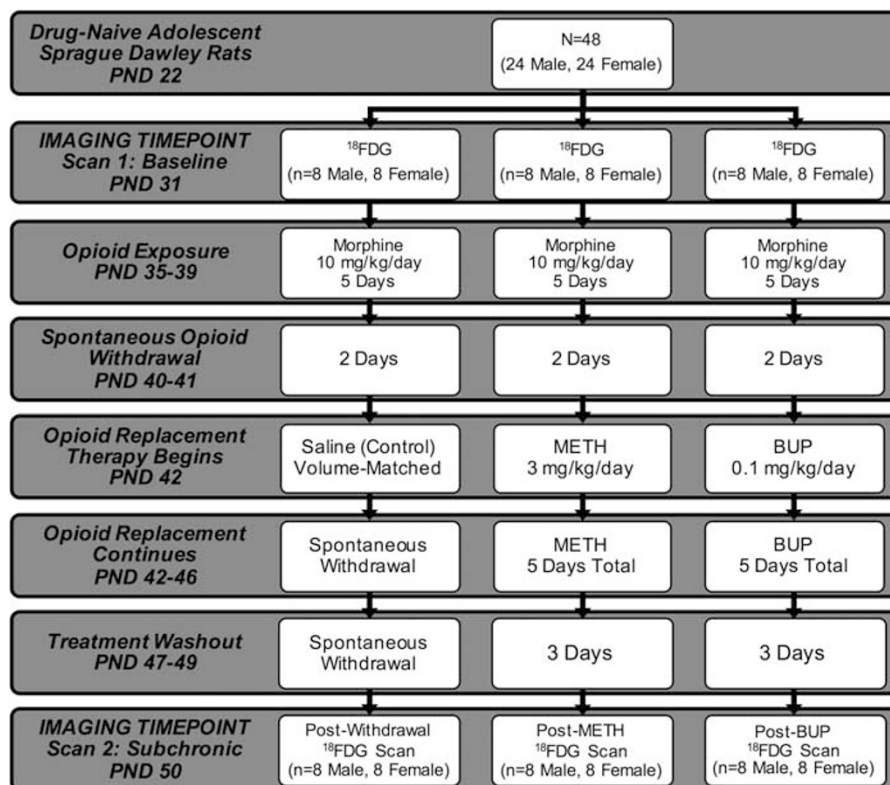 Drug-Naive Adolescent
Sprague Dawley Rats
PND 22
N=48
(24 Male, 24 Female)
IMAGING TIMEPOINT
Scan 1: Baseline
PND 31
¹⁸FDG
(n=8 Male, 8 Female)
¹⁸FDG
(n=8 Male, 8 Female)
¹⁸FDG
(n=8 Male, 8 Female)
Opioid Exposure
PND 35-39
Morphine
10 mg/kg/day
5 Days
Morphine
10 mg/kg/day
5 Days
Morphine
10 mg/kg/day
5 Days
Spontaneous Opioid
Withdrawal
PND 40-41
2 Days
2 Days
2 Days
Opioid Replacement
Therapy Begins
PND 42
Saline (Control)
Volume-Matched
METH
3 mg/kg/day
BUP
0.1 mg/kg/day
Opioid Replacement
Continues
PND 42-46
Spontaneous
Withdrawal
METH
5 Days Total
BUP
5 Days Total
Treatment Washout
PND 47-49
Spontaneous
Withdrawal
3 Days
3 Days
IMAGING TIMEPOINT
Scan 2: Subchronic
PND 50
Post-Withdrawal
¹⁸FDG Scan
(n=8 Male, 8 Female)
Post-METH
¹⁸FDG Scan
(n=8 Male, 8 Female)
Post-BUP
¹⁸FDG Scan
(n=8 Male, 8 Female)